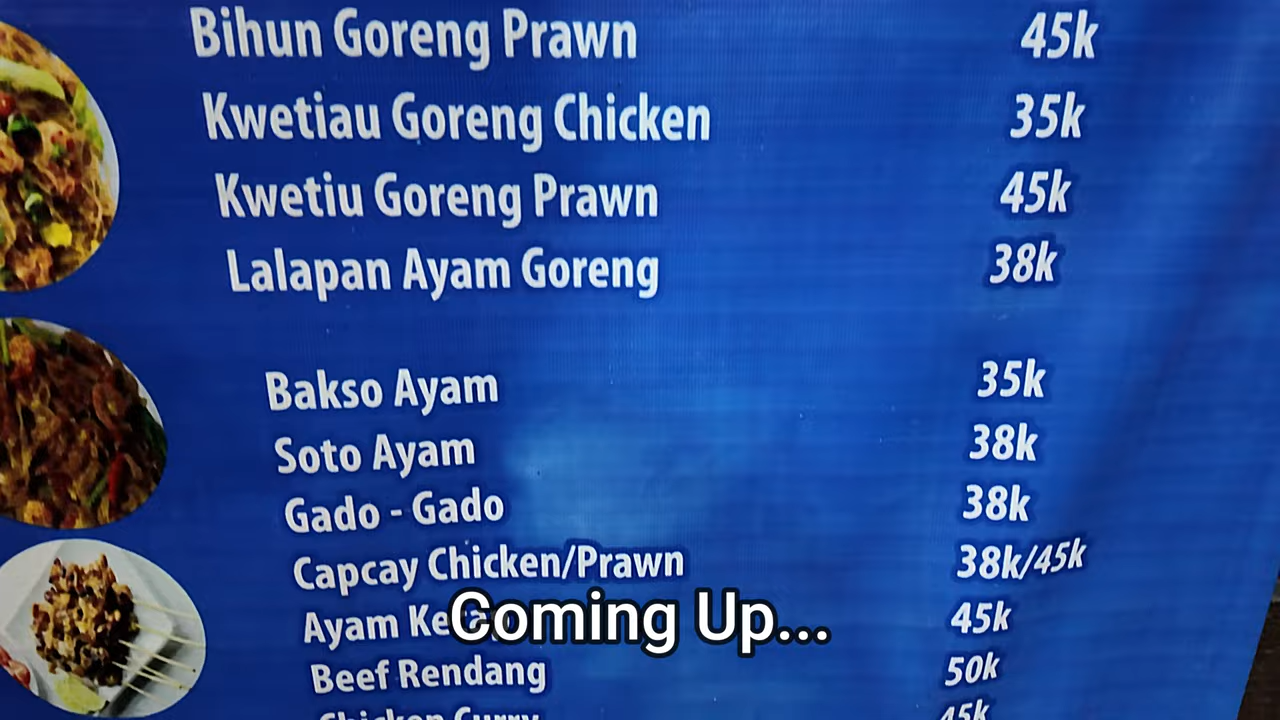 Bihun Goreng Prawn 45k
Kwetiau Goreng Chicken 35k
Kwetiu Goreng Prawn 45k
Lalapan Ayam Goreng 38k
Bakso Ayam 35k
Soto Ayam 38k
Gado - Gado 38k
Capcay Chicken/Prawn 38k/45k
Ayam 45k
Coming Up...
Beef Rendang 50k
Chicken Curry 45k